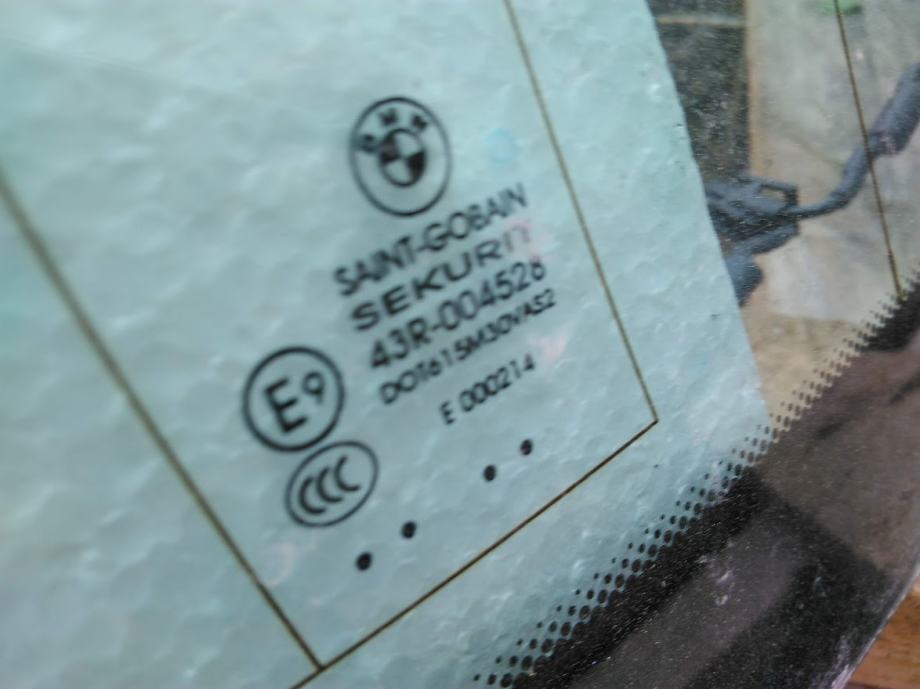 BMW
SAINT-GOBAIN
SEKURIT
43R-004526
DOT615M30VAS2
E 000214
E9
CCC